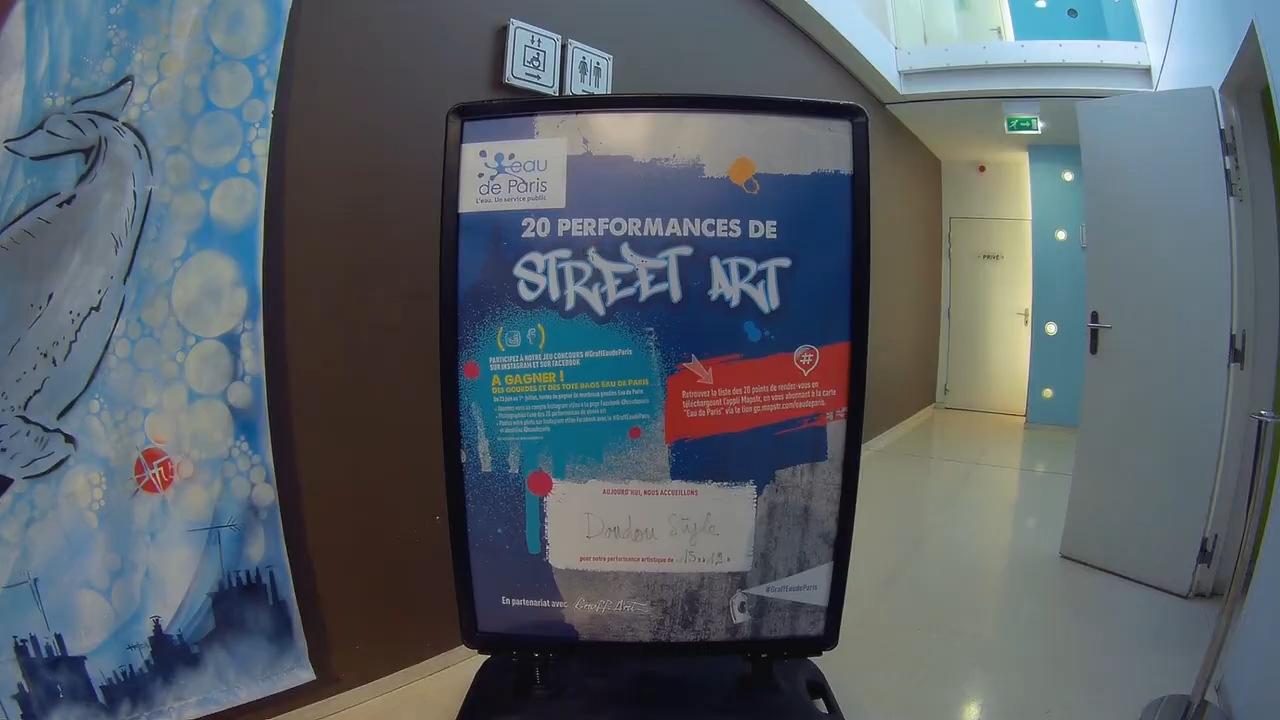 eau
de Paris
L'eau. Un service public
20 PERFORMANCES DE
STREET ART
PARTICIPEZ À NOTRE JEU CONCOURS #GraffEaudeParis
SUR INSTAGRAM ET SUR FACEBOOK
A GAGNER !
DES GOURDES ET DES TOTE BAGS EAU DE PARIS
#
Retrouvez la liste des 20 points de rendez-vous en
téléchargeant l'appli Mapstr, en vous abonnant à la carte
"Eau de Paris" via le lien go.mapstr.com/eaudeparis.
AUJOURD'HUI, NOUS ACCUEILLONS
Doudou Style
pour notre performance artistique de
En partenariat avec Graff Art
#GraffEaudeParis
PRIVÉ